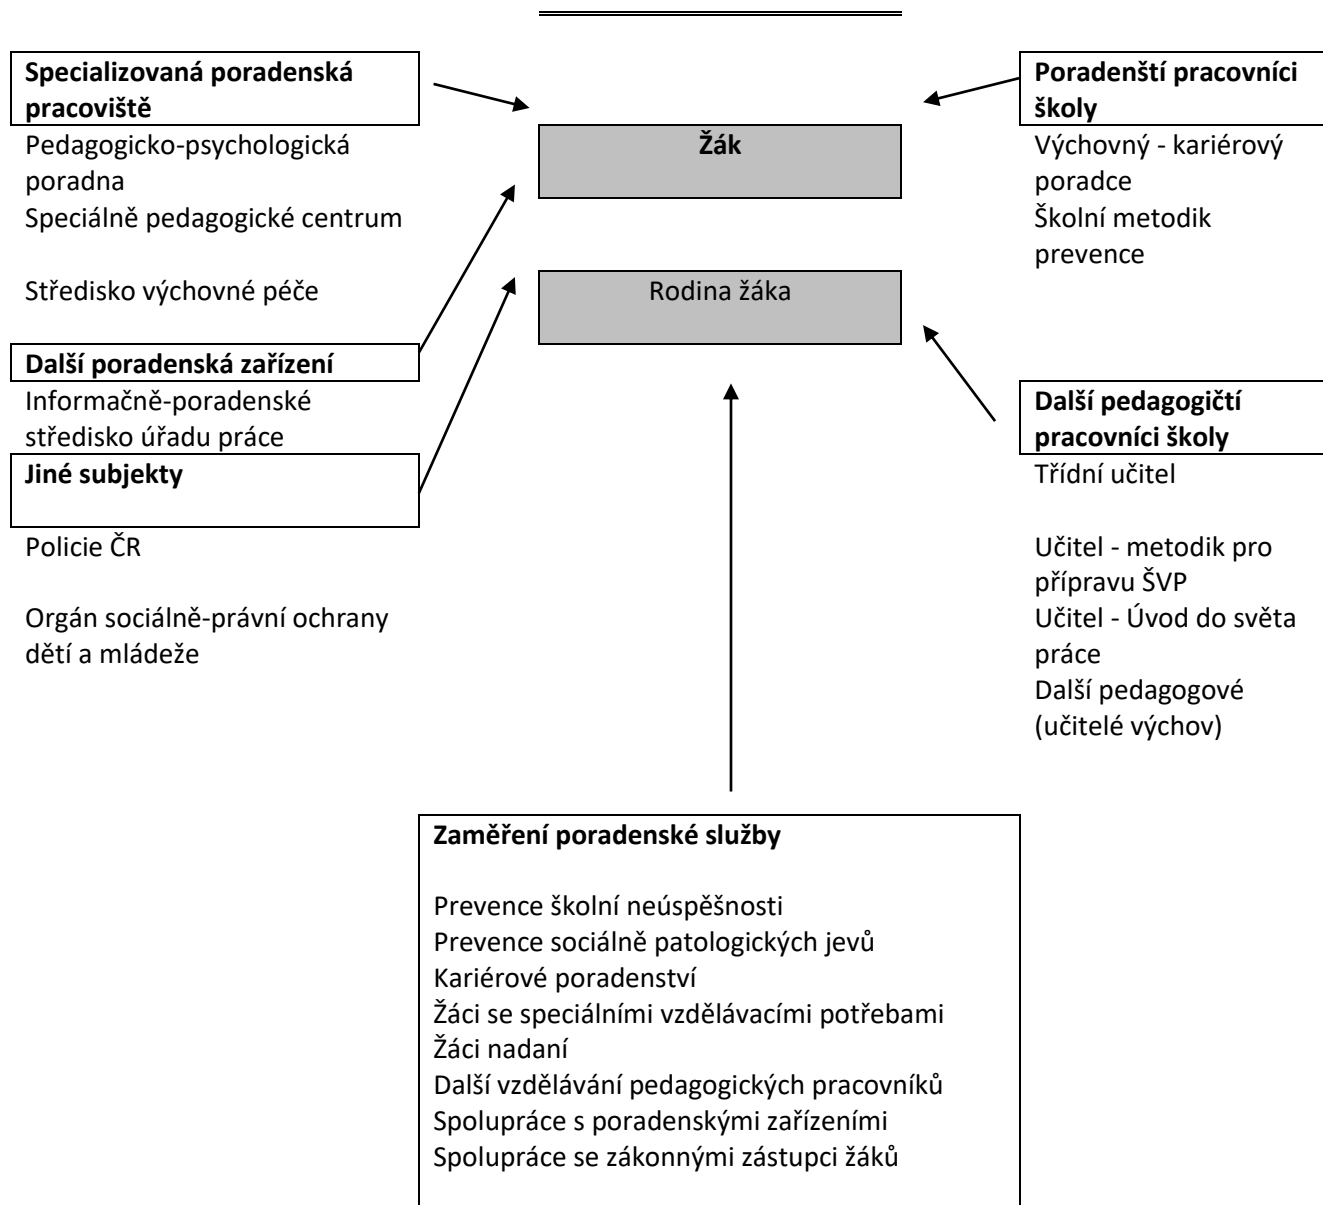 Specializovaná poradenská
pracoviště
Pedagogicko-psychologická
poradna
Speciálně pedagogické centrum
Středisko výchovné péče
Další poradenská zařízení
Informačně-poradenské
středisko úřadu práce
Jiné subjekty
Policie ČR
Orgán sociálně-právní ochrany
dětí a mládeže
Žák
Rodina žáka
Poradenští pracovníci
školy
Výchovný - kariérový
poradce
Školní metodik
prevence
Další pedagogičtí
pracovníci školy
Třídní učitel
Učitel - metodik pro
přípravu ŠVP
Učitel - Úvod do světa
práce
Další pedagogové
(učitelé výchov)
Zaměření poradenské služby
Prevence školní neúspěšnosti
Prevence sociálně patologických jevů
Kariérové poradenství
Žáci se speciálními vzdělávacími potřebami
Žáci nadaní
Další vzdělávání pedagogických pracovníků
Spolupráce s poradenskými zařízeními
Spolupráce se zákonnými zástupci žáků